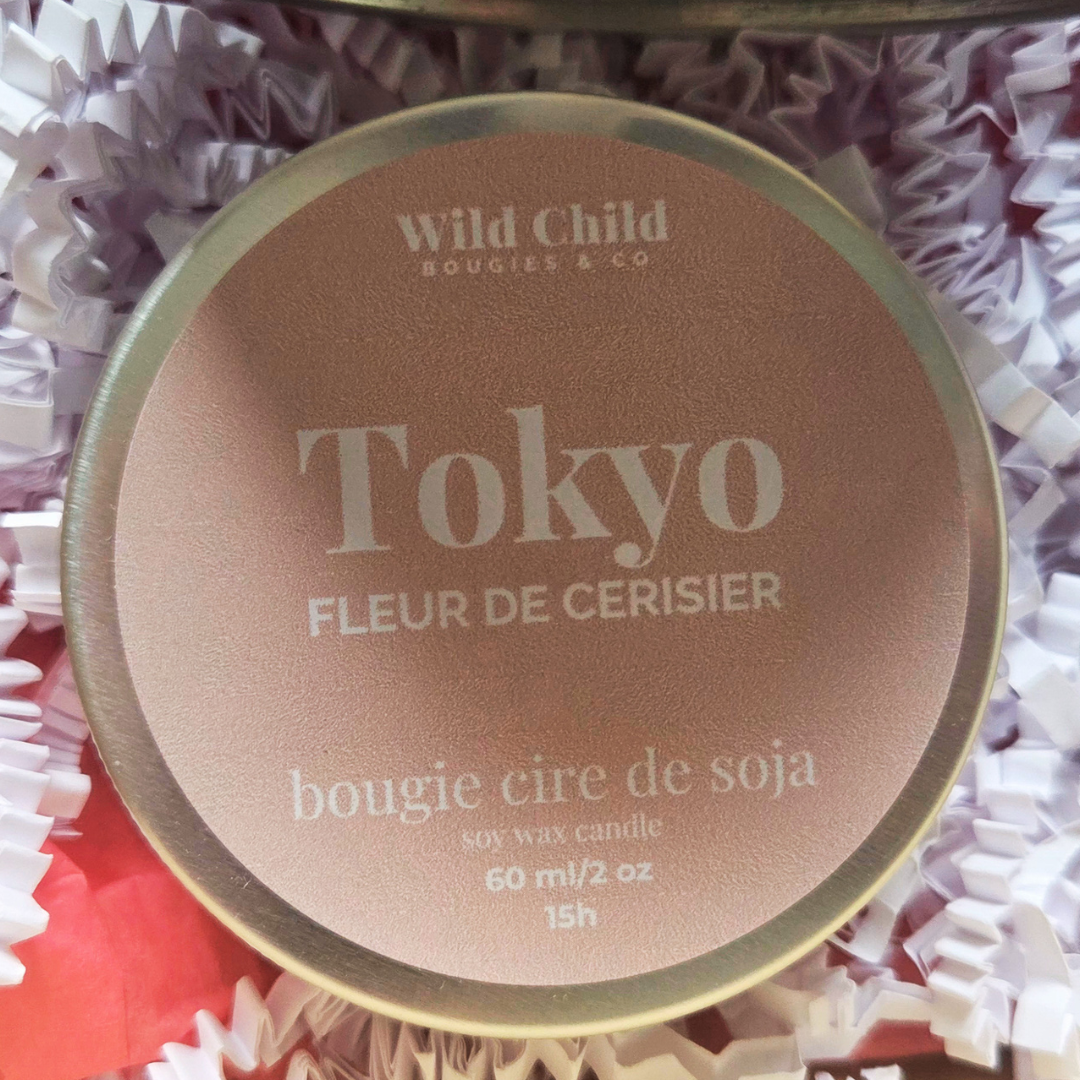 Wild Child
BOUGIES & CO
Tokyo
FLEUR DE CERISIER
bougie cire de soja
soy wax candle
60 ml/2 oz
15h